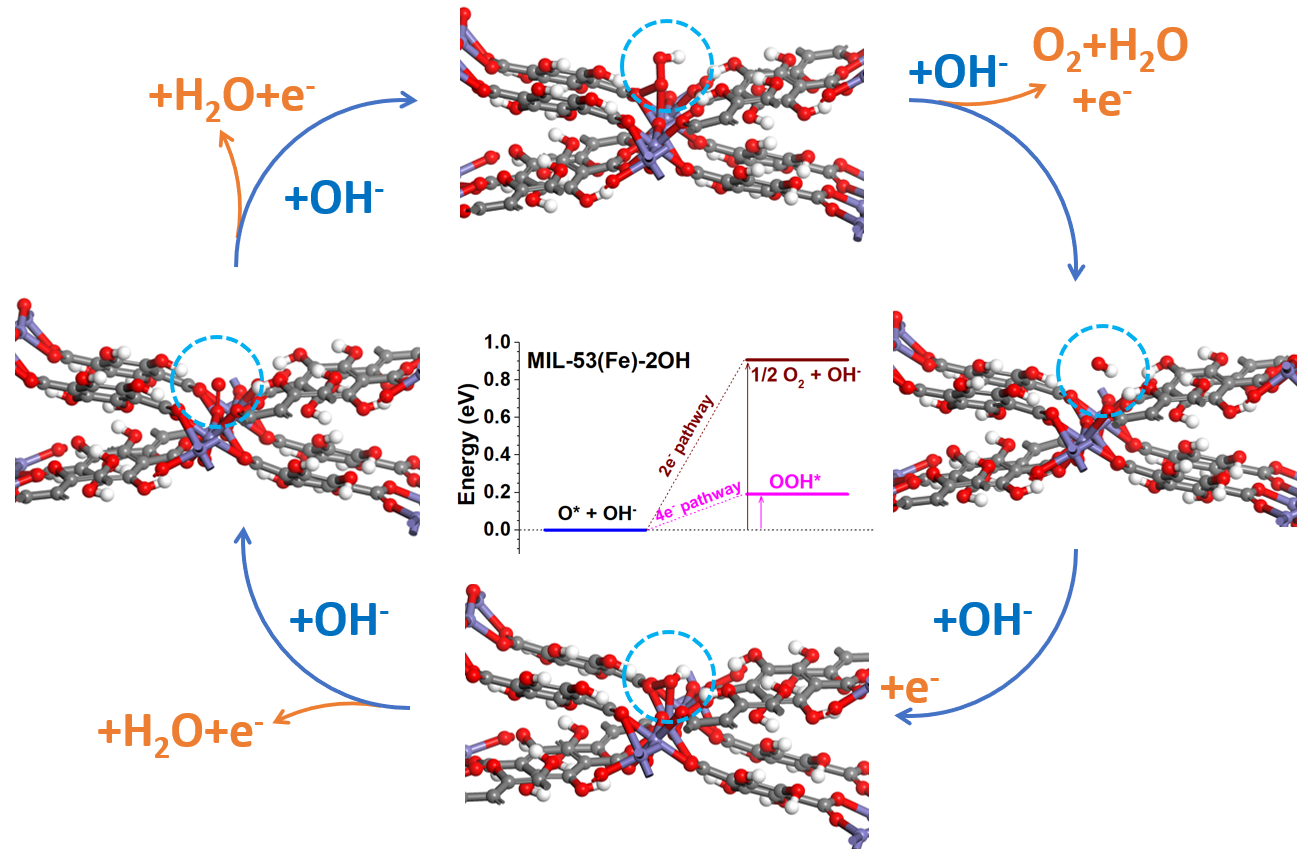 +H₂O+e⁻
+OH⁻
+OH⁻
O₂+H₂O
+e⁻
MIL-53(Fe)-2OH
Energy (eV)
1.0
0.8
0.6
0.4
0.2
0.0
2e⁻ pathway
1/2 O₂ + OH⁻
4e⁻ pathway
OOH*
O* + OH⁻
+OH⁻
+H₂O+e⁻
+OH⁻
+e⁻